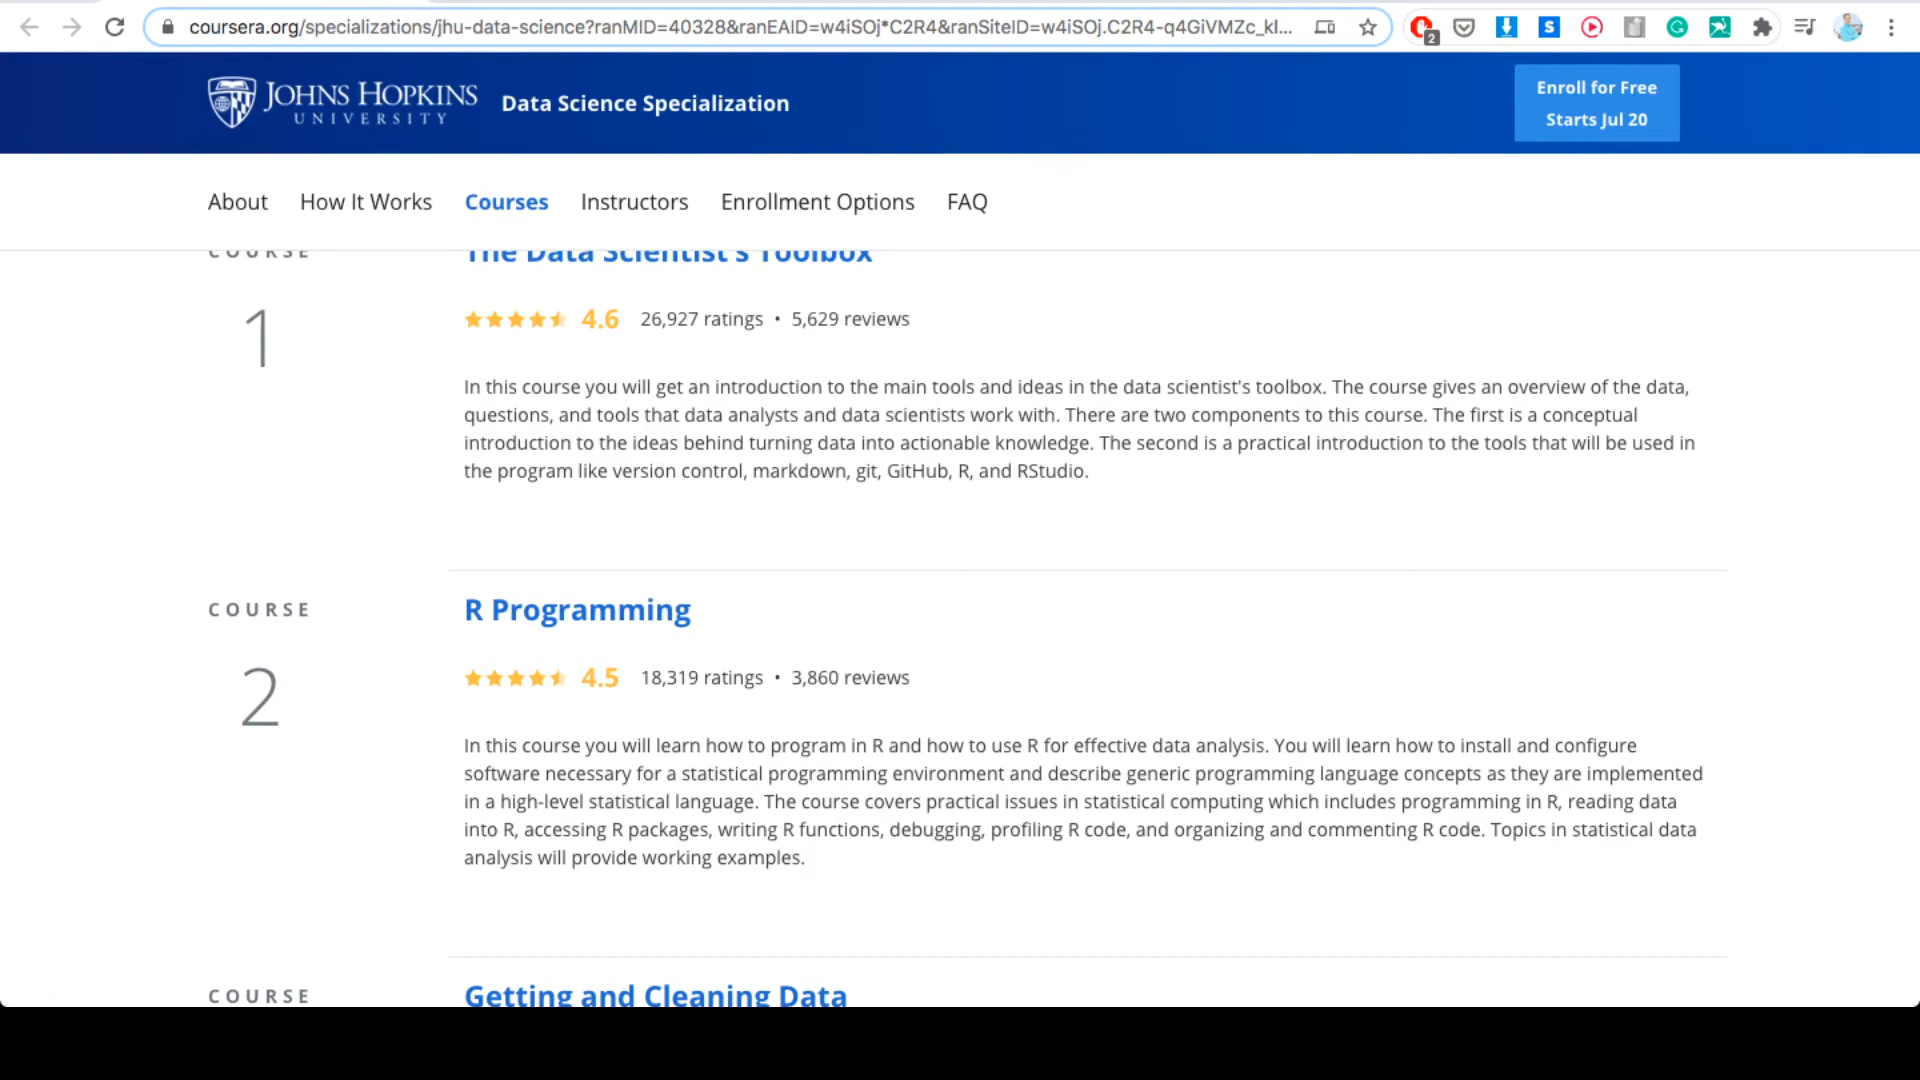 coursera.org/specializations/jhu-data-science?ranMID=40328&ranEAID=w4iSOj*C2R4&ranSiteID=w4iSOj.C2R4-q4GiVMZc_kI...
2
S
JOHNS HOPKINS
UNIVERSITY
Data Science Specialization
Enroll for Free
Starts Jul 20
About How It Works Courses Instructors Enrollment Options FAQ
COURSE
The Data Scientist's Toolbox
1
4.6 26,927 ratings • 5,629 reviews
In this course you will get an introduction to the main tools and ideas in the data scientist's toolbox. The course gives an overview of the data,
questions, and tools that data analysts and data scientists work with. There are two components to this course. The first is a conceptual
introduction to the ideas behind turning data into actionable knowledge. The second is a practical introduction to the tools that will be used in
the program like version control, markdown, git, GitHub, R, and RStudio.
COURSE
R Programming
2
4.5 18,319 ratings • 3,860 reviews
In this course you will learn how to program in R and how to use R for effective data analysis. You will learn how to install and configure
software necessary for a statistical programming environment and describe generic programming language concepts as they are implemented
in a high-level statistical language. The course covers practical issues in statistical computing which includes programming in R, reading data
into R, accessing R packages, writing R functions, debugging, profiling R code, and organizing and commenting R code. Topics in statistical data
analysis will provide working examples.
COURSE
Getting and Cleaning Data